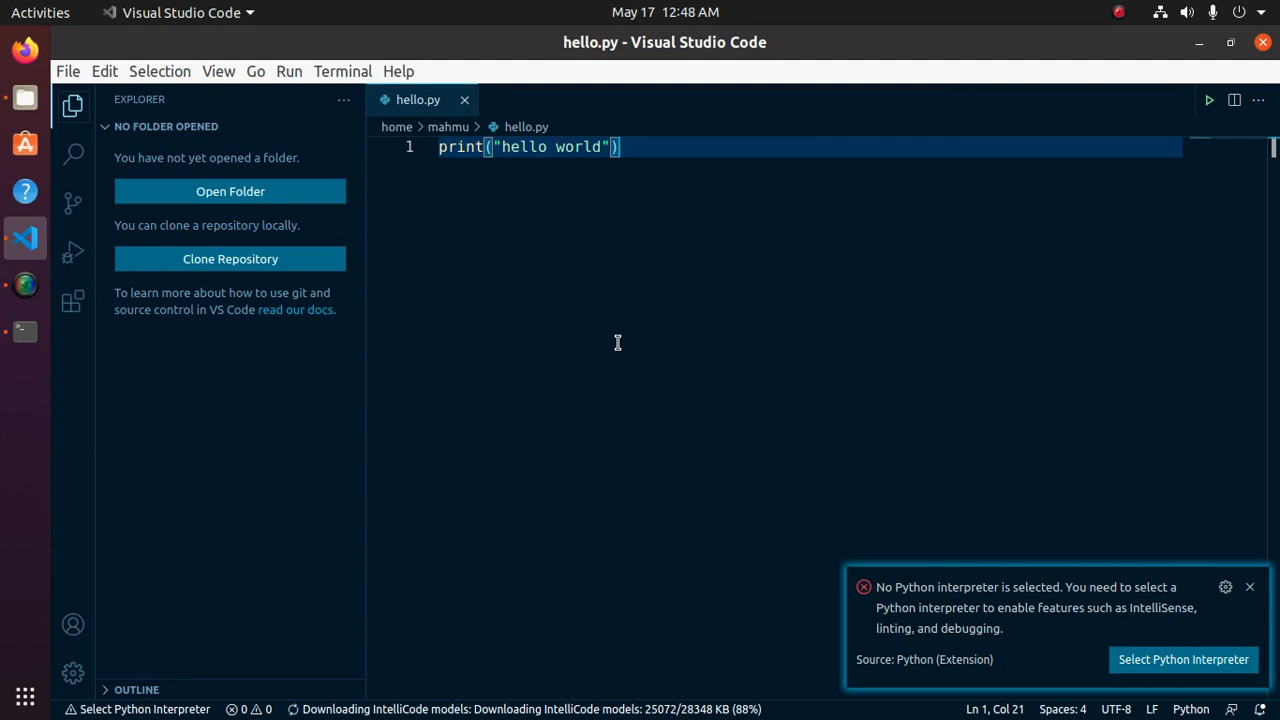 Activities
Visual Studio Code
May 17 12:48 AM
hello.py - Visual Studio Code
File Edit Selection View Go Run Terminal Help
EXPLORER
hello.py
NO FOLDER OPENED
home mahmu hello.py
You have not yet opened a folder.
1 print("hello world")
Open Folder
You can clone a repository locally.
Clone Repository
To learn more about how to use git and
source control in VS Code read our docs.
No Python interpreter is selected. You need to select a
Python interpreter to enable features such as IntelliSense,
linting, and debugging.
Source: Python (Extension)
Select Python Interpreter
OUTLINE
Select Python Interpreter 0 0 Downloading IntelliCode models: Downloading IntelliCode models: 25072/28348 KB (88%) Ln 1, Col 21 Spaces: 4 UTF-8 LF Python